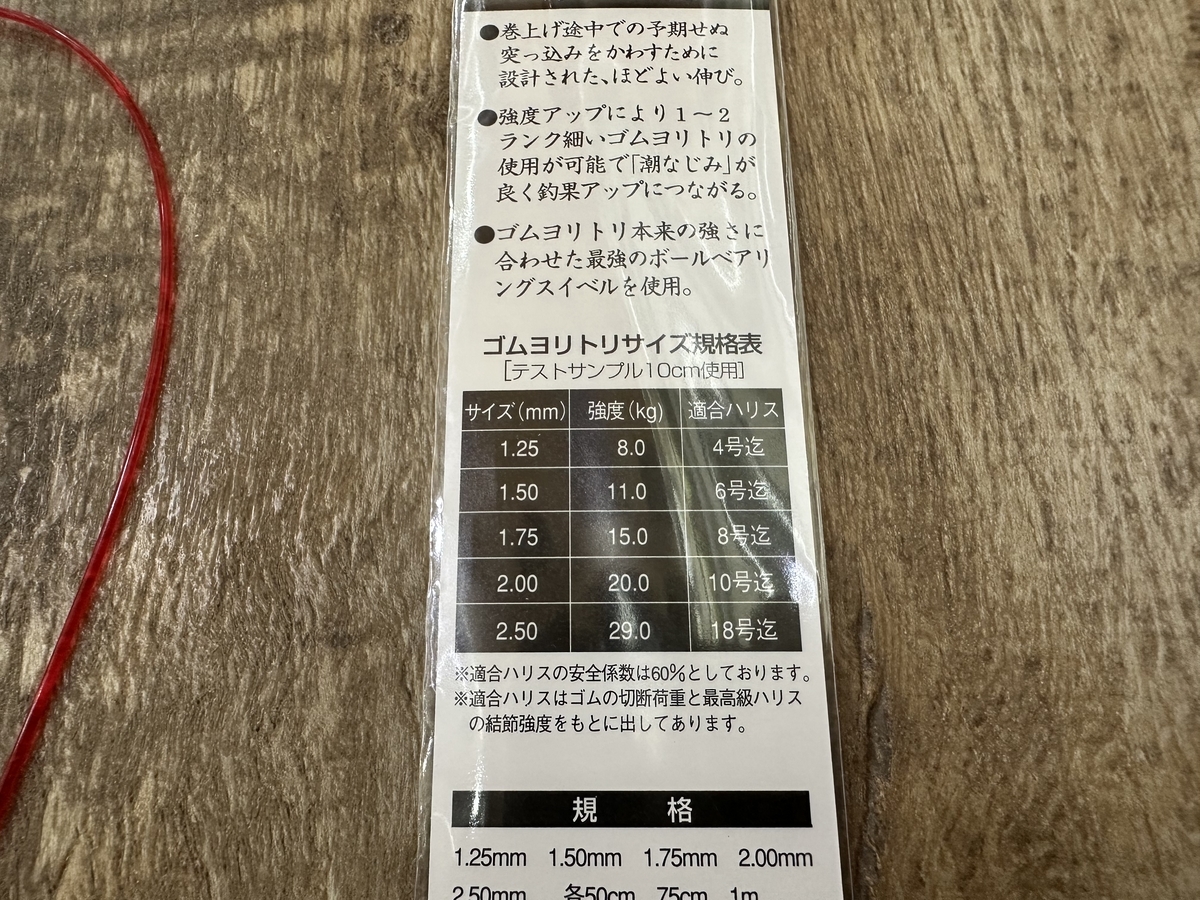 ●巻上げ途中での予期せぬ
突っ込みをかわすために
設計された、ほどよい伸び。
●強度アップにより1〜2
ランク細いゴムヨリトリの
使用が可能で「潮なじみ」が
良く釣果アップにつながる。
●ゴムヨリトリ本来の強さに
合わせた最強のボールベアリ
ングスイベルを使用。
ゴムヨリトリサイズ規格表
[テストサンプル10cm使用]
サイズ(mm) 強度(kg) 適合ハリス
1.25 8.0 4号迄
1.50 11.0 6号迄
1.75 15.0 8号迄
2.00 20.0 10号迄
2.50 29.0 18号迄
※適合ハリスの安全係数は60%としております。
※適合ハリスはゴムの切断荷重と最高級ハリス
の結節強度をもとに出してあります。
規 格
1.25mm 1.50mm 1.75mm 2.00mm
2.50mm 各50cm 75cm 1m